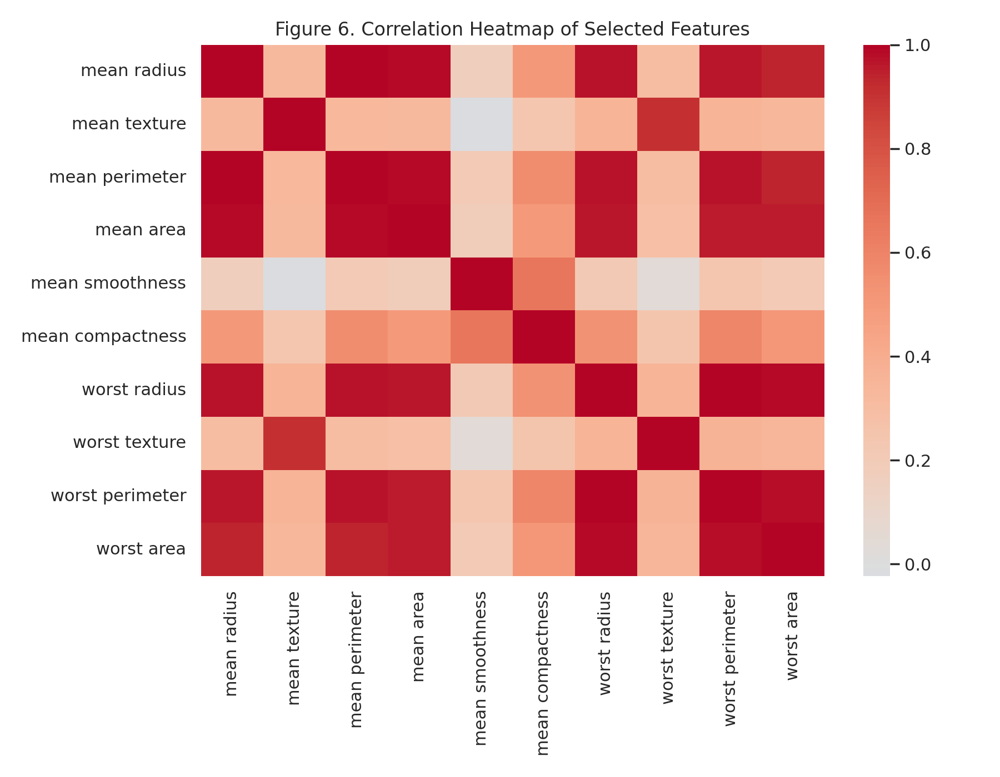 Figure 6. Correlation Heatmap of Selected Features
mean radius
mean texture
mean perimeter
mean area
mean smoothness
mean compactness
worst radius
worst texture
worst perimeter
worst area
mean radius
mean texture
mean perimeter
mean area
mean smoothness
mean compactness
worst radius
worst texture
worst perimeter
worst area
1.0
0.8
0.6
0.4
0.2
0.0